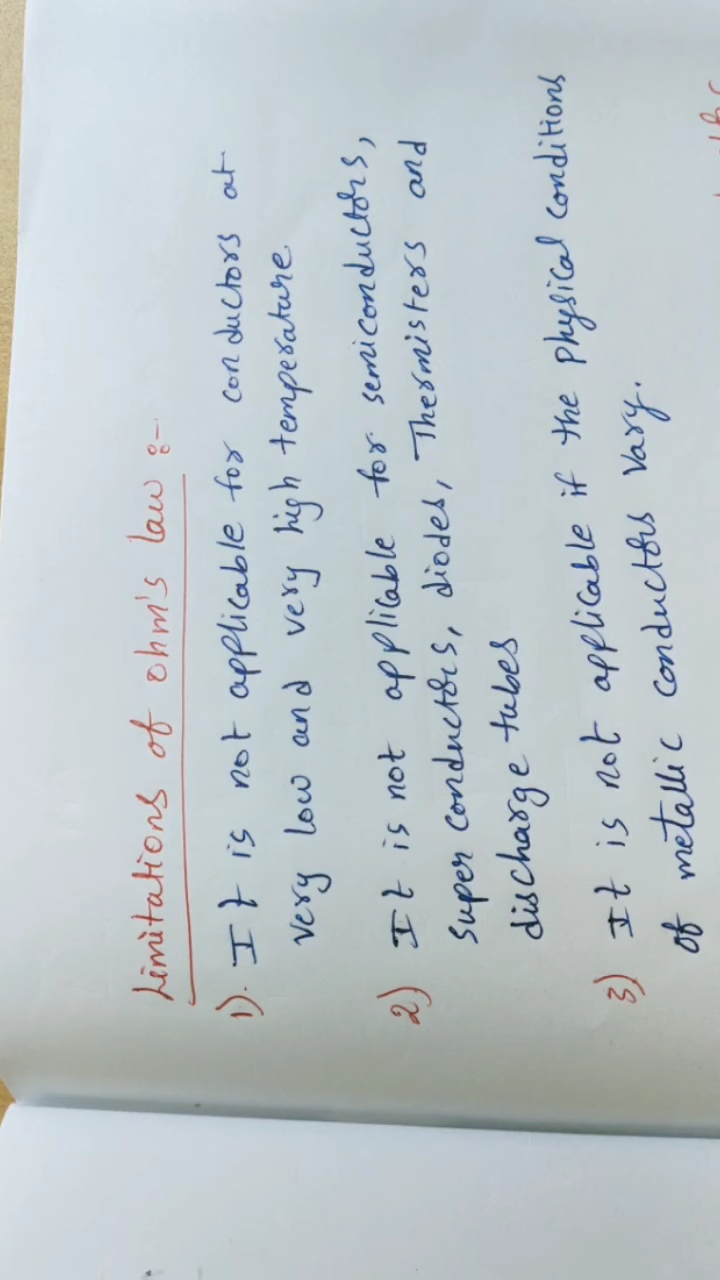 Limitations of ohm's law :-
1). It is not applicable for conductors at
very low and very high temperature
2) It is not applicable for semiconductors,
super conductors, diodes, Thermisters and
discharge tubes
3) It is not applicable if the physical conditions
of metallic conductors vary.